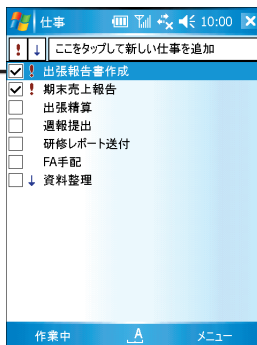 仕事 10:00
! ↓ ここをタップして新しい仕事を追加
! 出張報告書作成
! 期末売上報告
出張精算
週報提出
研修レポート送付
FA手配
↓ 資料整理
作業中 A メニュー